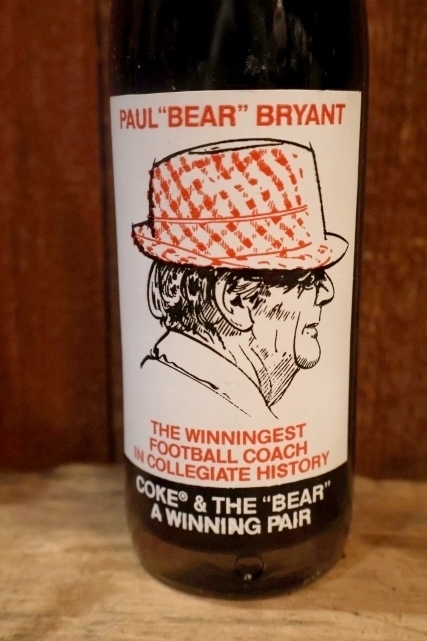 PAUL "BEAR" BRYANT
THE WINNINGEST
FOOTBALL COACH
IN COLLEGIATE HISTORY
COKE® & THE "BEAR"
A WINNING PAIR